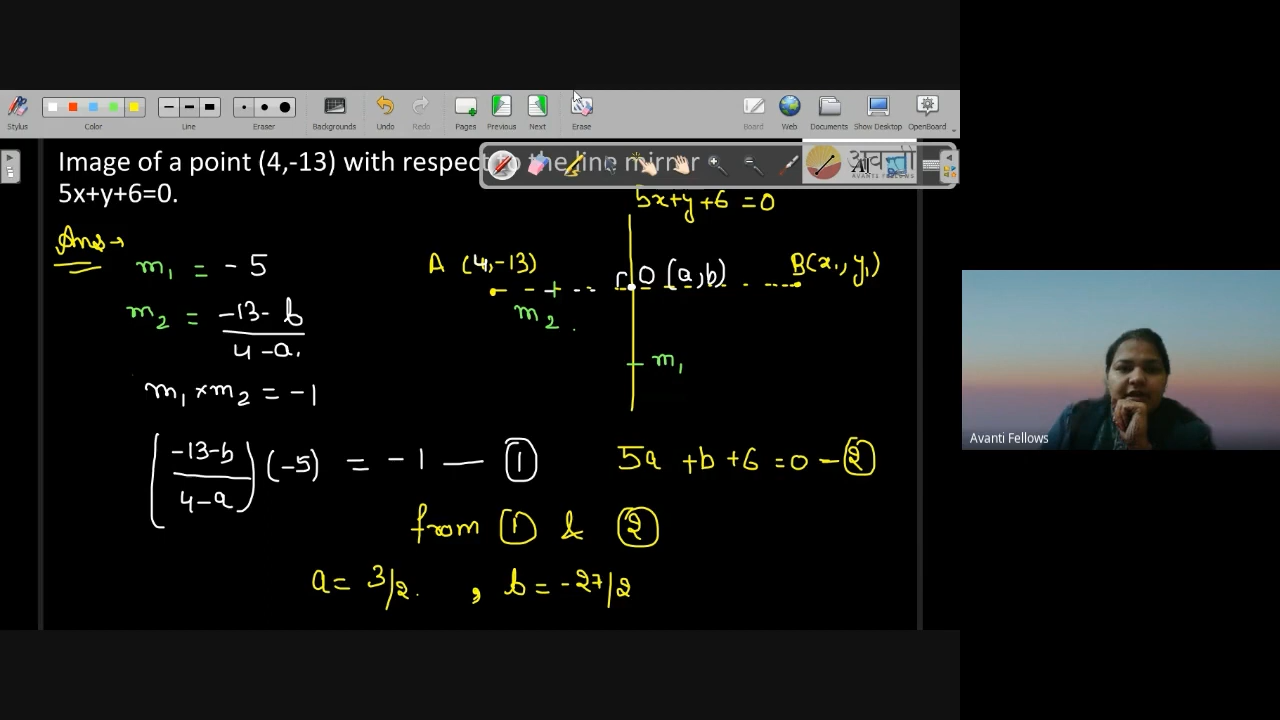 Stylus
Color
Line
Eraser
Backgrounds
Undo
Redo
Pages
Previous
Next
Erase
Board
Web
Documents
Show Desktop
OpenBoard
Image of a point (4,-13) with respect to the line mirror
5x+y+6=0.
अवन्ती
AVANTI FELLOWS
5x+y+6 = 0
Ans →
m₁ = - 5
A (4,-13)
O (a,b)
B(x₁, y₁)
m₂ = (-13-b)/(4-a)
m₂
m₁ × m₂ = -1
m₁
((-13-b)/(4-a)) (-5) = -1 — ①
5a + b + 6 = 0 - ②
from ① & ②
a = 3/2. , b = -27/2
Avanti Fellows